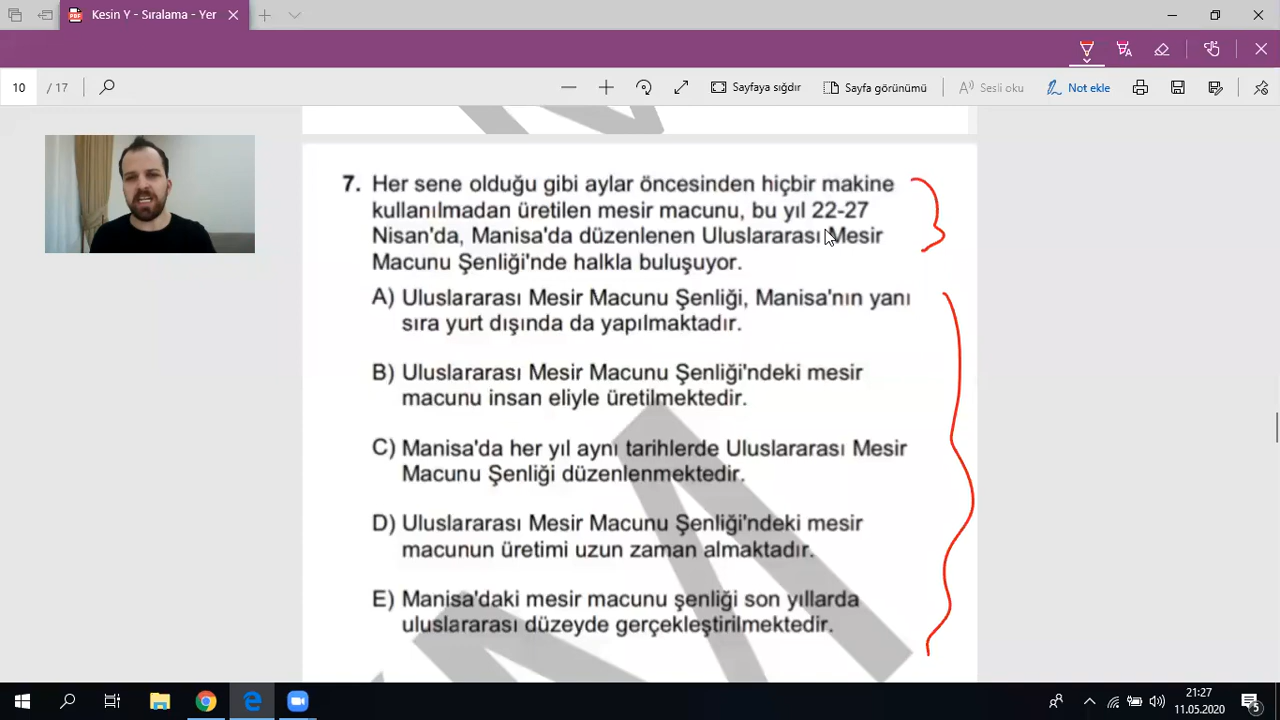 Kesin Y - Sıralama - Yer
10 / 17
Sayfaya sığdır
Sayfa görünümü
Sesli oku
Not ekle
7. Her sene olduğu gibi aylar öncesinden hiçbir makine
kullanılmadan üretilen mesir macunu, bu yıl 22-27
Nisan'da, Manisa'da düzenlenen Uluslararası Mesir
Macunu Şenliği'nde halkla buluşuyor.
A) Uluslararası Mesir Macunu Şenliği, Manisa'nın yanı
sıra yurt dışında da yapılmaktadır.
B) Uluslararası Mesir Macunu Şenliği'ndeki mesir
macunu insan eliyle üretilmektedir.
C) Manisa'da her yıl aynı tarihlerde Uluslararası Mesir
Macunu Şenliği düzenlenmektedir.
D) Uluslararası Mesir Macunu Şenliği'ndeki mesir
macunun üretimi uzun zaman almaktadır.
E) Manisa'daki mesir macunu şenliği son yıllarda
uluslararası düzeyde gerçekleştirilmektedir.
21:27
11.05.2020
5